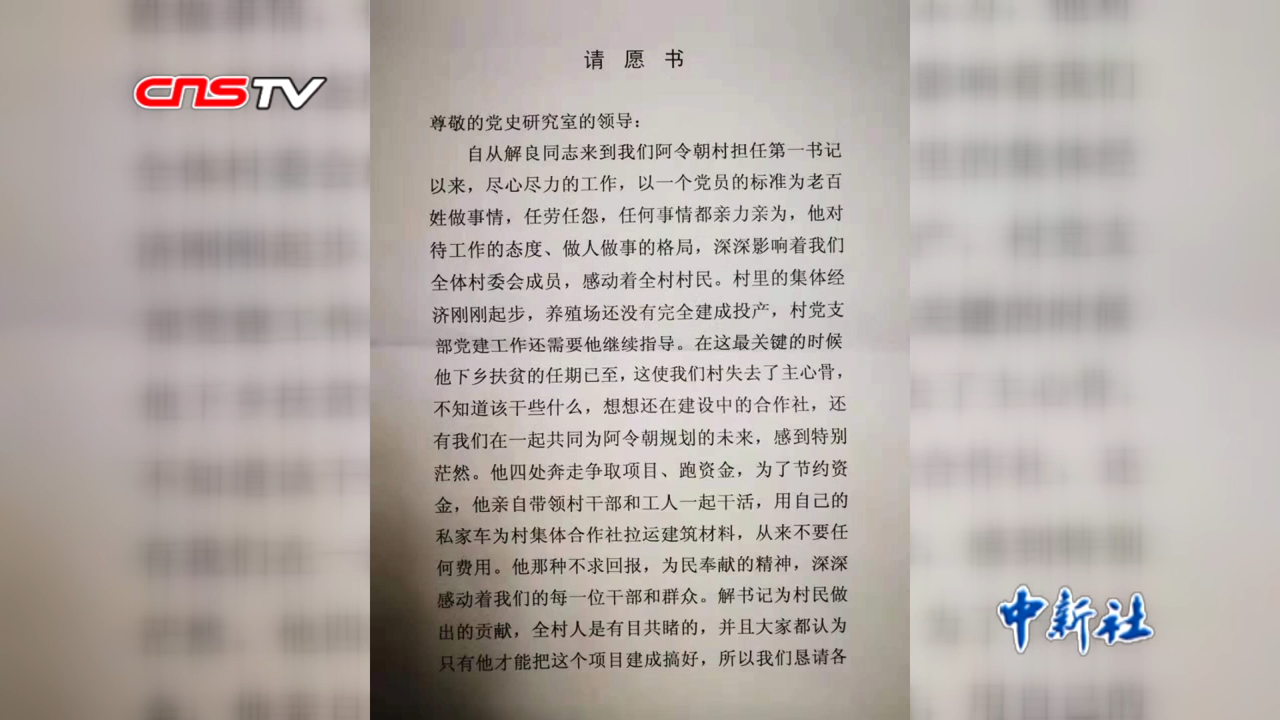 CNSTV
请愿书
尊敬的党史研究室的领导：
自从解良同志来到我们阿令朝村担任第一书记
以来，尽心尽力的工作，以一个党员的标准为老百
姓做事情，任劳任怨，任何事情都亲力亲为，他对
待工作的态度、做人做事的格局，深深影响着我们
全体村委会成员，感动着全村村民。村里的集体经
济刚刚起步，养殖场还没有完全建成投产，村党支
部党建工作还需要他继续指导。在这最关键的时候
他下乡扶贫的任期已至，这使我们村失去了主心骨，
不知道该干些什么，想想还在建设中的合作社，还
有我们在一起共同为阿令朝规划的未来，感到特别
茫然。他四处奔走争取项目、跑资金，为了节约资
金，他亲自带领村干部和工人一起干活，用自己的
私家车为村集体合作社拉运建筑材料，从来不要任
何费用。他那种不求回报，为民奉献的精神，深深
感动着我们的每一位干部和群众。解书记为村民做
出的贡献，全村人是有目共睹的，并且大家都认为
只有他才能把这个项目建成搞好，所以我们恳请各
中新社